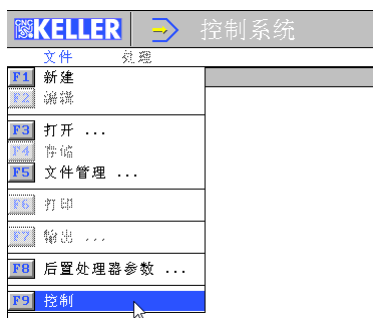 KELLER 控制系统
文件 处理
F1 新建
F2 编辑
F3 打开 ...
F4 存储
F5 文件管理 ...
F6 打印
F7 输出 ...
F8 后置处理器参数 ...
F9 控制